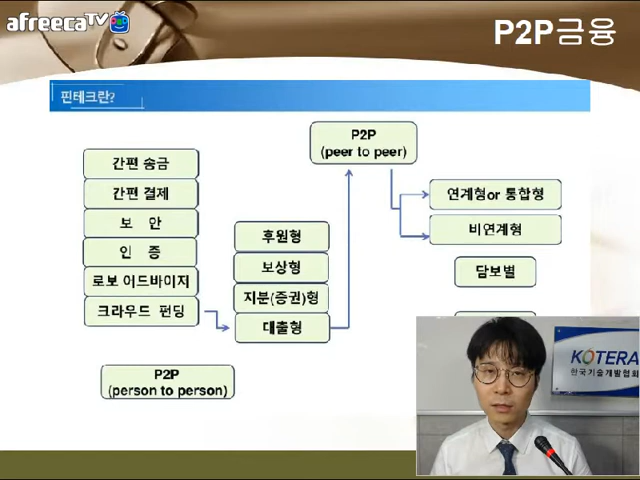 afreecaTV
P2P금융
핀테크란?
간편 송금
간편 결제
보 안
인 증
로보 어드바이저
크라우드 펀딩
P2P
(person to person)
후원형
보상형
지분(증권)형
대출형
P2P
(peer to peer)
연계형or 통합형
비연계형
담보별
KOTERA
한국기술개발협회